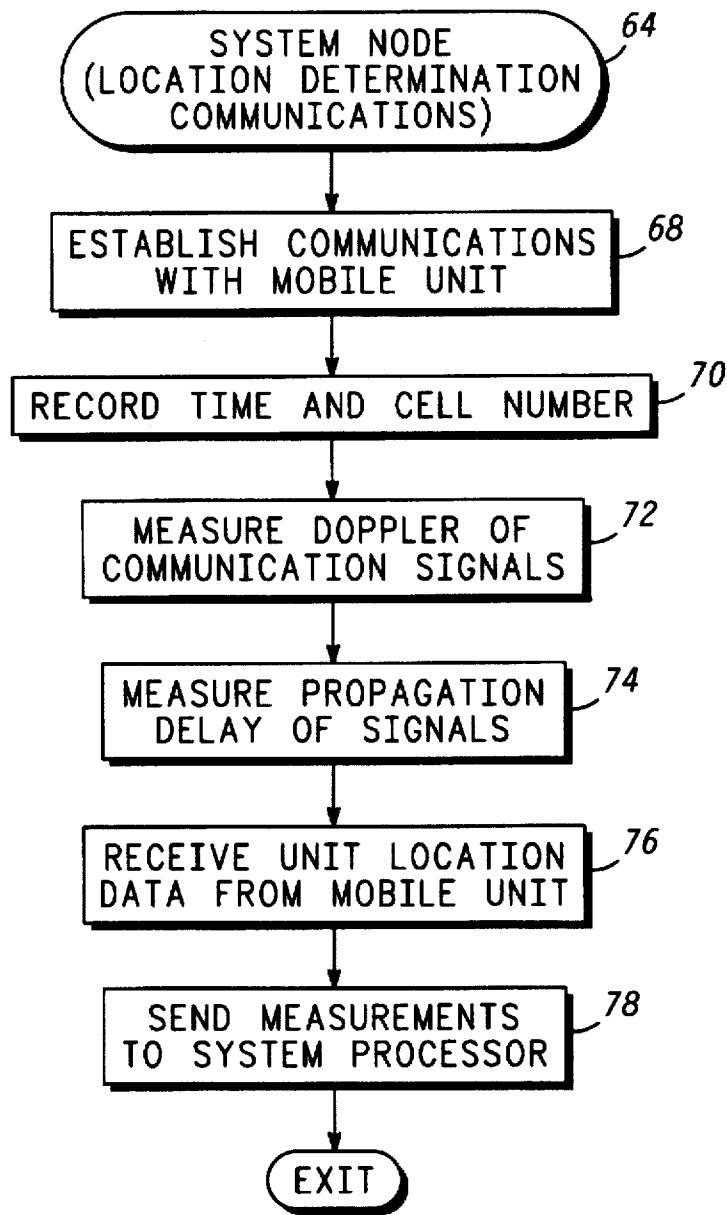 SYSTEM NODE
(LOCATION DETERMINATION
COMMUNICATIONS)
64
ESTABLISH COMMUNICATIONS
WITH MOBILE UNIT
68
RECORD TIME AND CELL NUMBER
70
MEASURE DOPPLER OF
COMMUNICATION SIGNALS
72
MEASURE PROPAGATION
DELAY OF SIGNALS
74
RECEIVE UNIT LOCATION
DATA FROM MOBILE UNIT
76
SEND MEASUREMENTS
TO SYSTEM PROCESSOR
78
EXIT